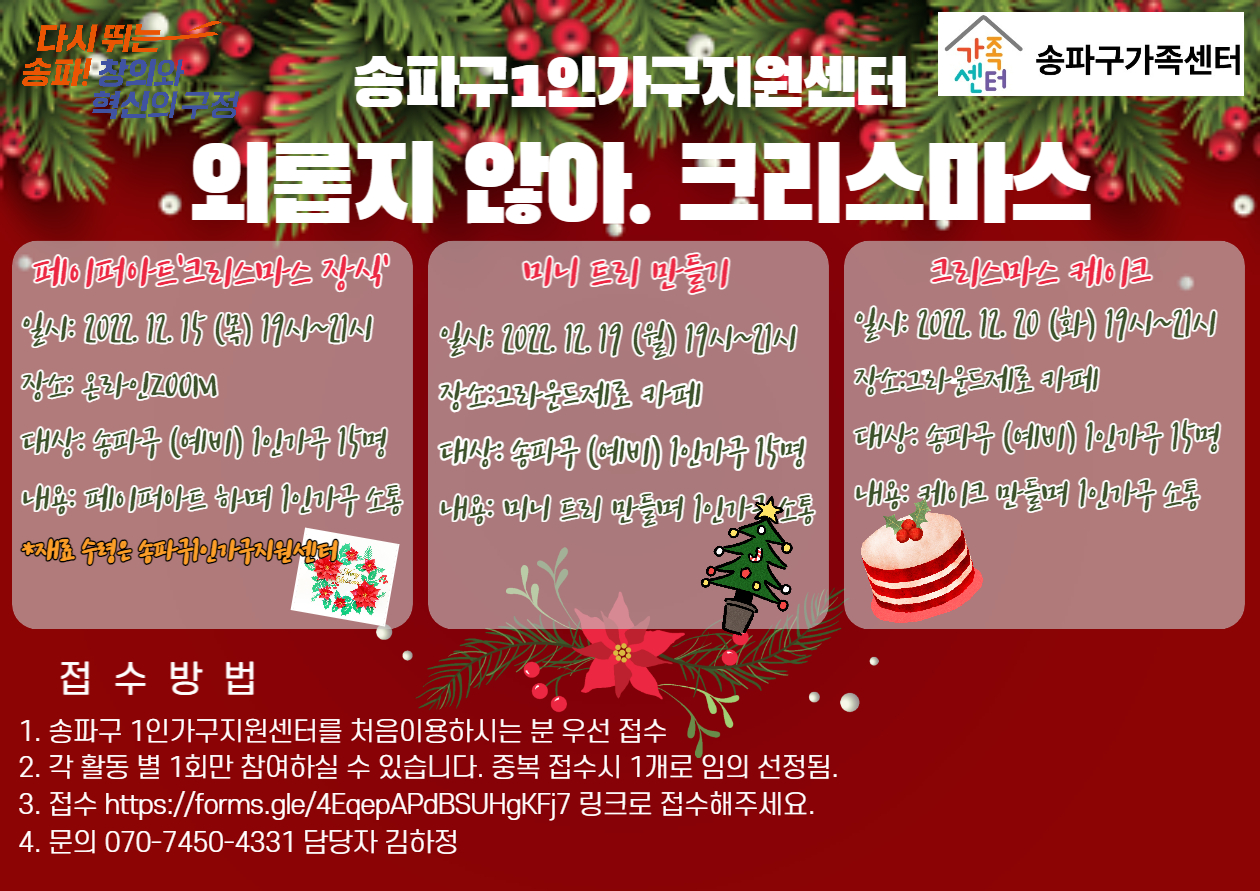 다시 뛰는
송파! 창의와
혁신의 구정
가족
센터
송파구가족센터
송파구1인가구지원센터
외롭지 않아. 크리스마스
페이퍼아트'크리스마스 장식'
일시: 2022. 12. 15 (목) 19시~21시
장소: 온라인ZOOM
대상: 송파구 (예비) 1인가구 15명
내용: 페이퍼아트 하며 1인가구 소통
*재료 수령은 송파구1인가구지원센터
미니 트리 만들기
일시: 2022. 12. 19 (월) 19시~21시
장소:그라운드제로 카페
대상: 송파구 (예비) 1인가구 15명
내용: 미니 트리 만들며 1인가구 소통
크리스마스 케이크
일시: 2022. 12. 20 (화) 19시~21시
장소:그라운드제로 카페
대상: 송파구 (예비) 1인가구 15명
내용: 케이크 만들며 1인가구 소통
접 수 방 법
1. 송파구 1인가구지원센터를 처음이용하시는 분 우선 접수
2. 각 활동 별 1회만 참여하실 수 있습니다. 중복 접수시 1개로 임의 선정됨.
3. 접수 https://forms.gle/4EqepAPdBSUHgKFj7 링크로 접수해주세요.
4. 문의 070-7450-4331 담당자 김하정